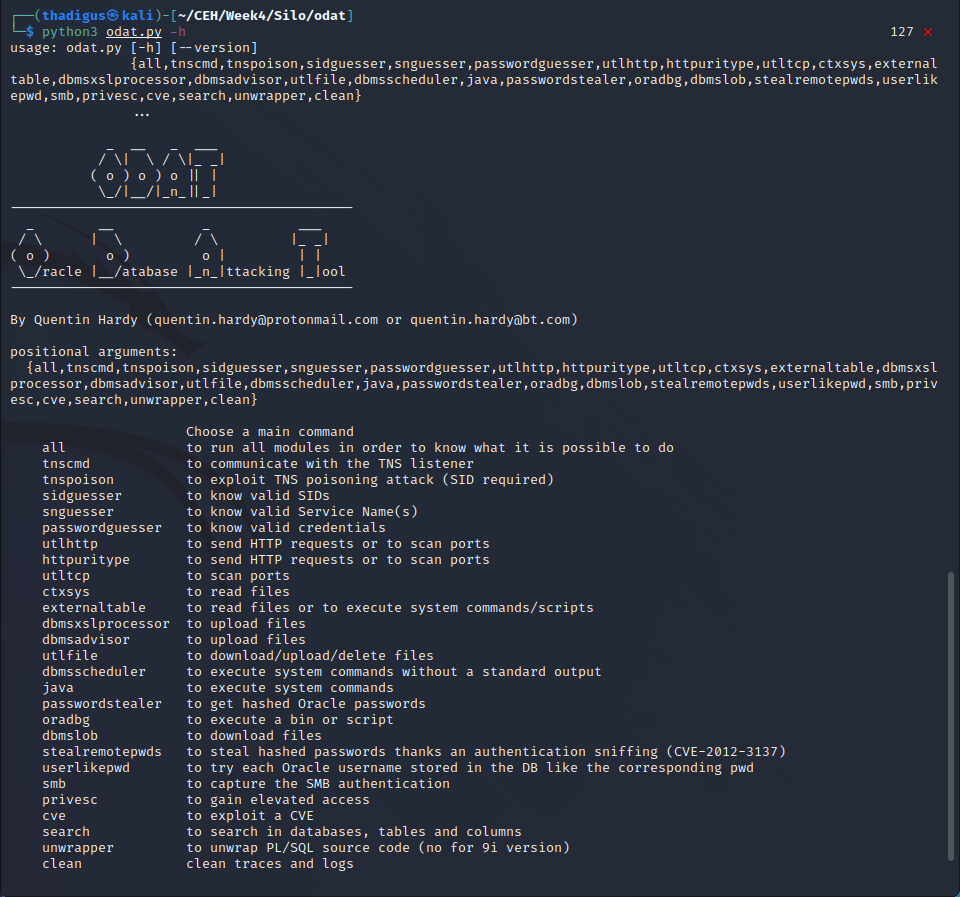 ┌──(thadigus㉿kali)-[~/CEH/Week4/Silo/odat]
└─$ python3 odat.py -h 127 ⨯
usage: odat.py [-h] [--version]
               {all,tnscmd,tnspoison,sidguesser,snguesser,passwordguesser,utlhttp,httpuritype,utltcp,ctxsys,external
table,dbmsxslprocessor,dbmsadvisor,utlfile,dbmsscheduler,java,passwordstealer,oradbg,dbmslob,stealremotepwds,userlik
epwd,smb,privesc,cve,search,unwrapper,clean}
               ...
            _  __   _  ___
           / \|  \ / \|_ _|
          ( o ) o ) o || |
           \_/|__/|_n_||_|
-------------------------------------------
  _        __           _           ___
 / \      |  \         / \         |_ _|
( o )       o )         o |         | |
 \_/racle |__/atabase |_n_|ttacking |_|ool
-------------------------------------------
By Quentin Hardy (quentin.hardy@protonmail.com or quentin.hardy@bt.com)
positional arguments:
  {all,tnscmd,tnspoison,sidguesser,snguesser,passwordguesser,utlhttp,httpuritype,utltcp,ctxsys,externaltable,dbmsxsl
processor,dbmsadvisor,utlfile,dbmsscheduler,java,passwordstealer,oradbg,dbmslob,stealremotepwds,userlikepwd,smb,priv
esc,cve,search,unwrapper,clean}
                      Choose a main command
    all               to run all modules in order to know what it is possible to do
    tnscmd            to communicate with the TNS listener
    tnspoison         to exploit TNS poisoning attack (SID required)
    sidguesser        to know valid SIDs
    snguesser         to know valid Service Name(s)
    passwordguesser   to know valid credentials
    utlhttp           to send HTTP requests or to scan ports
    httpuritype       to send HTTP requests or to scan ports
    utltcp            to scan ports
    ctxsys            to read files
    externaltable     to read files or to execute system commands/scripts
    dbmsxslprocessor  to upload files
    dbmsadvisor       to upload files
    utlfile           to download/upload/delete files
    dbmsscheduler     to execute system commands without a standard output
    java              to execute system commands
    passwordstealer   to get hashed Oracle passwords
    oradbg            to execute a bin or script
    dbmslob           to download files
    stealremotepwds   to steal hashed passwords thanks an authentication sniffing (CVE-2012-3137)
    userlikepwd       to try each Oracle username stored in the DB like the corresponding pwd
    smb               to capture the SMB authentication
    privesc           to gain elevated access
    cve               to exploit a CVE
    search            to search in databases, tables and columns
    unwrapper         to unwrap PL/SQL source code (no for 9i version)
    clean             clean traces and logs